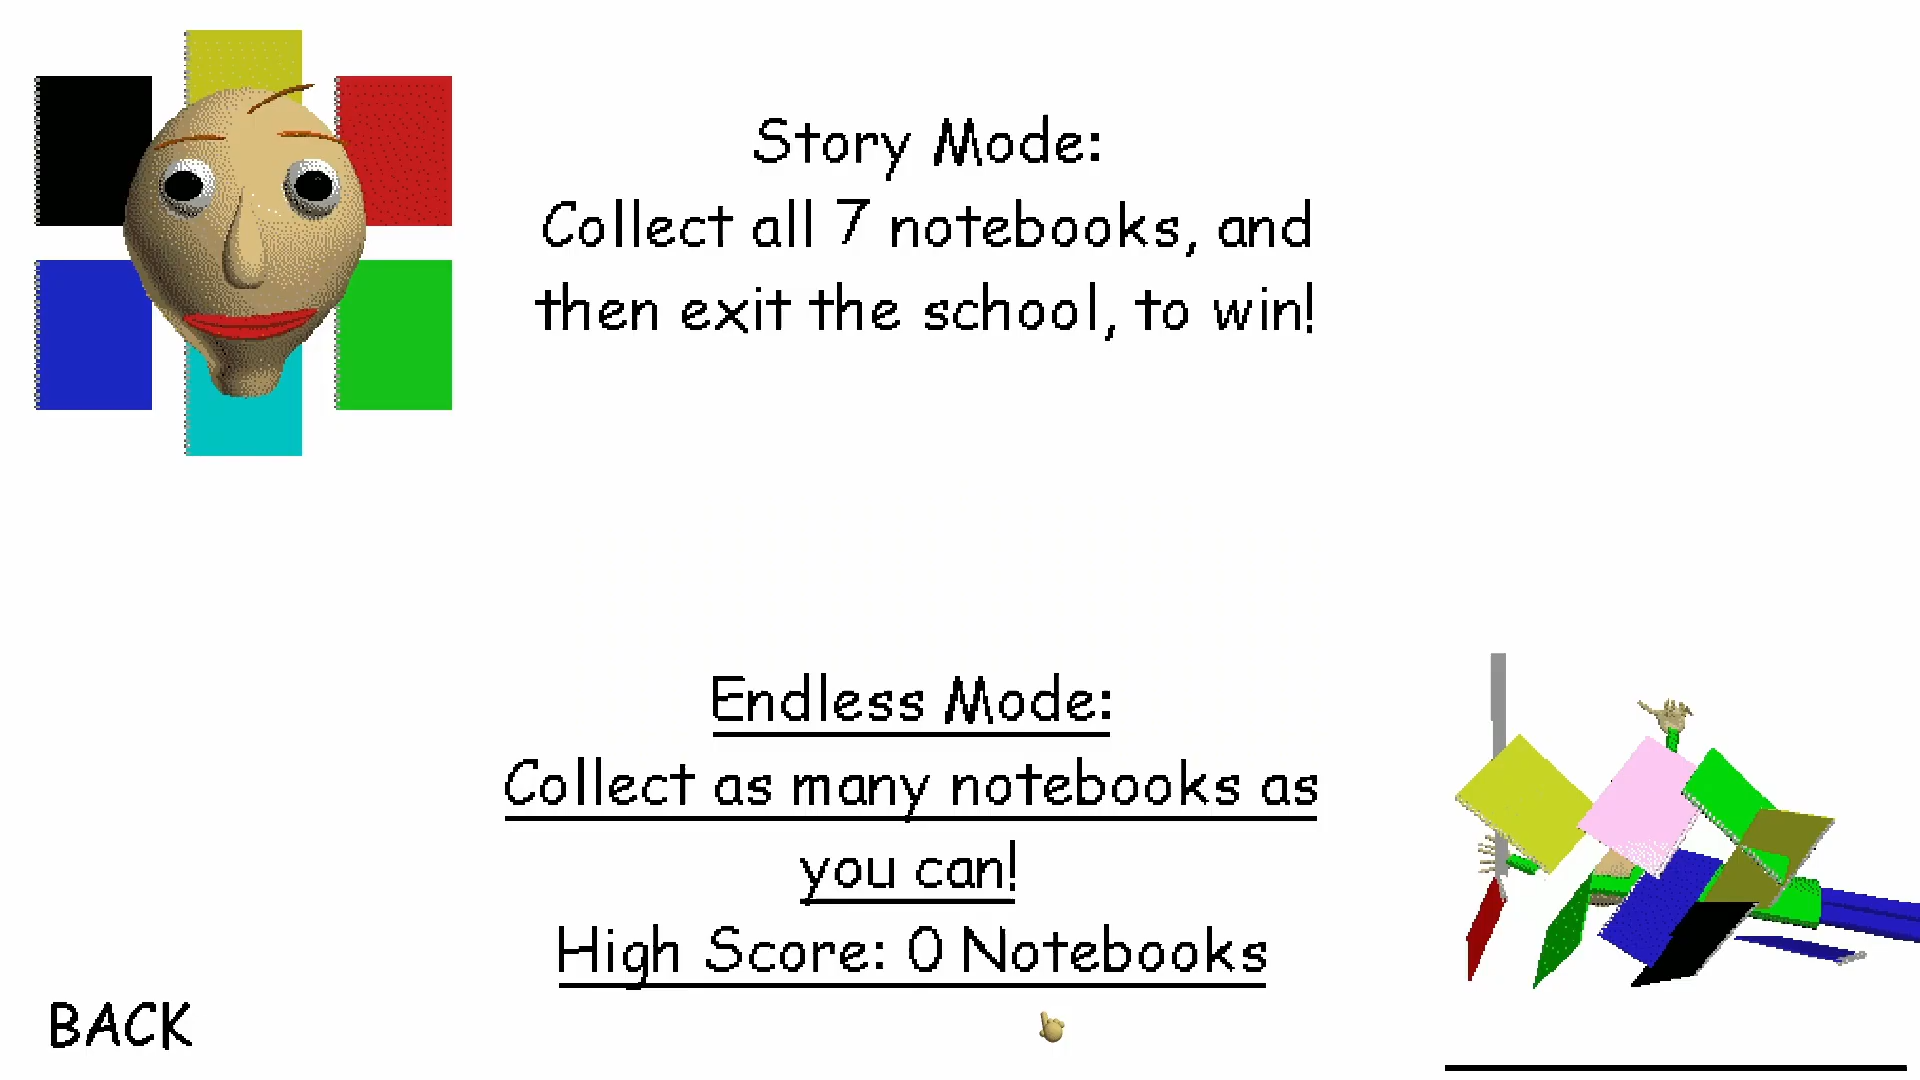 Story Mode:
Collect all 7 notebooks, and
then exit the school, to win!
Endless Mode:
Collect as many notebooks as
you can!
High Score: 0 Notebooks
BACK